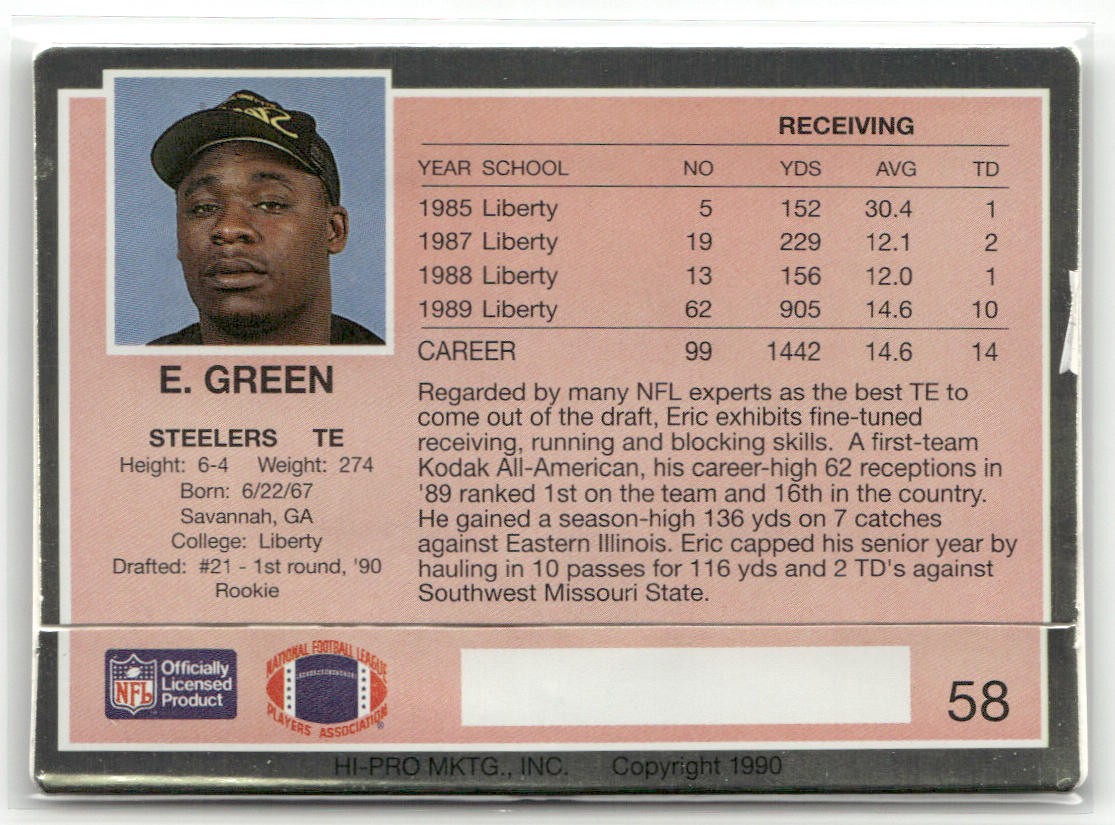 RECEIVING
YEAR SCHOOL NO YDS AVG TD
1985 Liberty 5 152 30.4 1
1987 Liberty 19 229 12.1 2
1988 Liberty 13 156 12.0 1
1989 Liberty 62 905 14.6 10
CAREER 99 1442 14.6 14
E. GREEN
STEELERS TE
Height: 6-4 Weight: 274
Born: 6/22/67
Savannah, GA
College: Liberty
Drafted: #21 - 1st round, '90
Rookie
Regarded by many NFL experts as the best TE to
come out of the draft, Eric exhibits fine-tuned
receiving, running and blocking skills. A first-team
Kodak All-American, his career-high 62 receptions in
'89 ranked 1st on the team and 16th in the country.
He gained a season-high 136 yds on 7 catches
against Eastern Illinois. Eric capped his senior year by
hauling in 10 passes for 116 yds and 2 TD's against
Southwest Missouri State.
NFL
Officially
Licensed
Product
NATIONAL FOOTBALL LEAGUE
PLAYERS ASSOCIATION
®
58
HI-PRO MKTG., INC. Copyright 1990